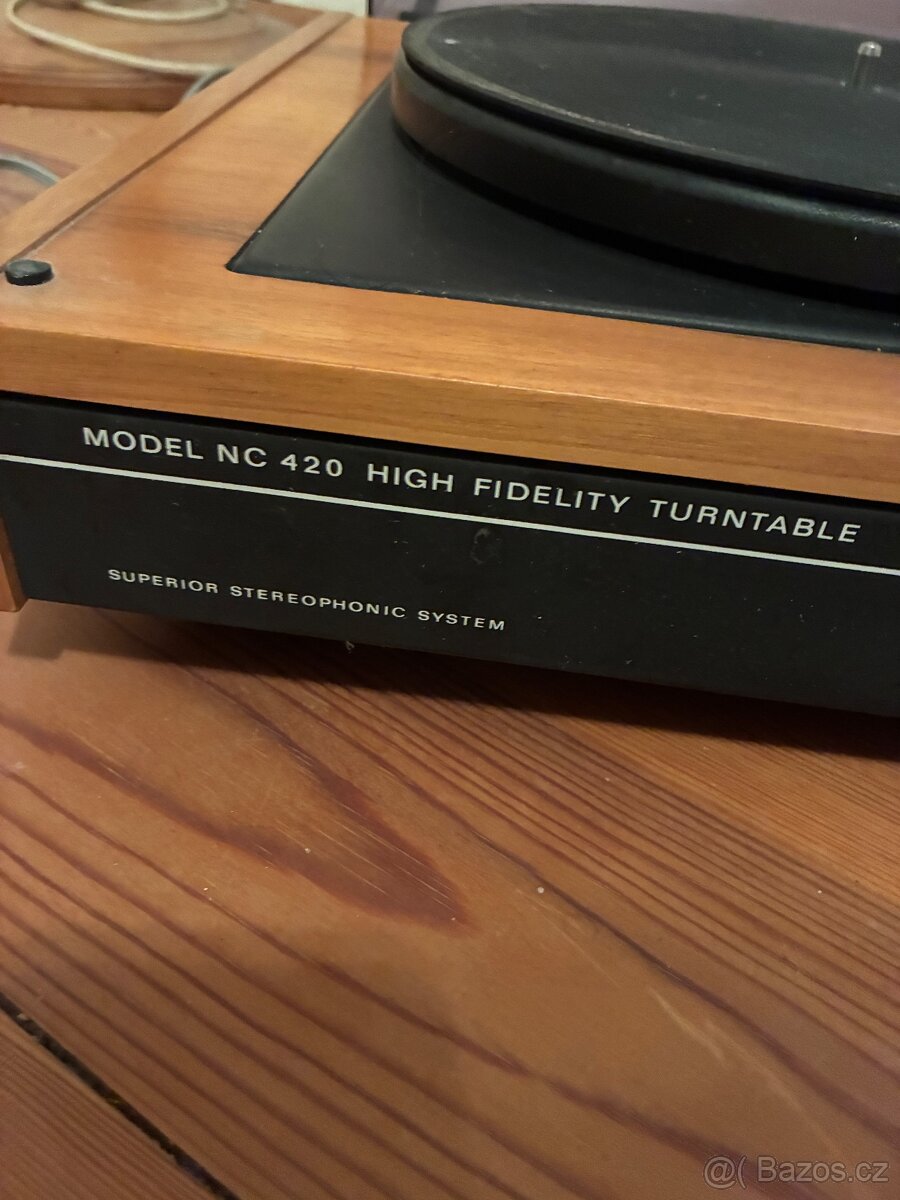 MODEL NC 420 HIGH FIDELITY TURNTABLE
SUPERIOR STEREOPHONIC SYSTEM
@( Bazos.cz